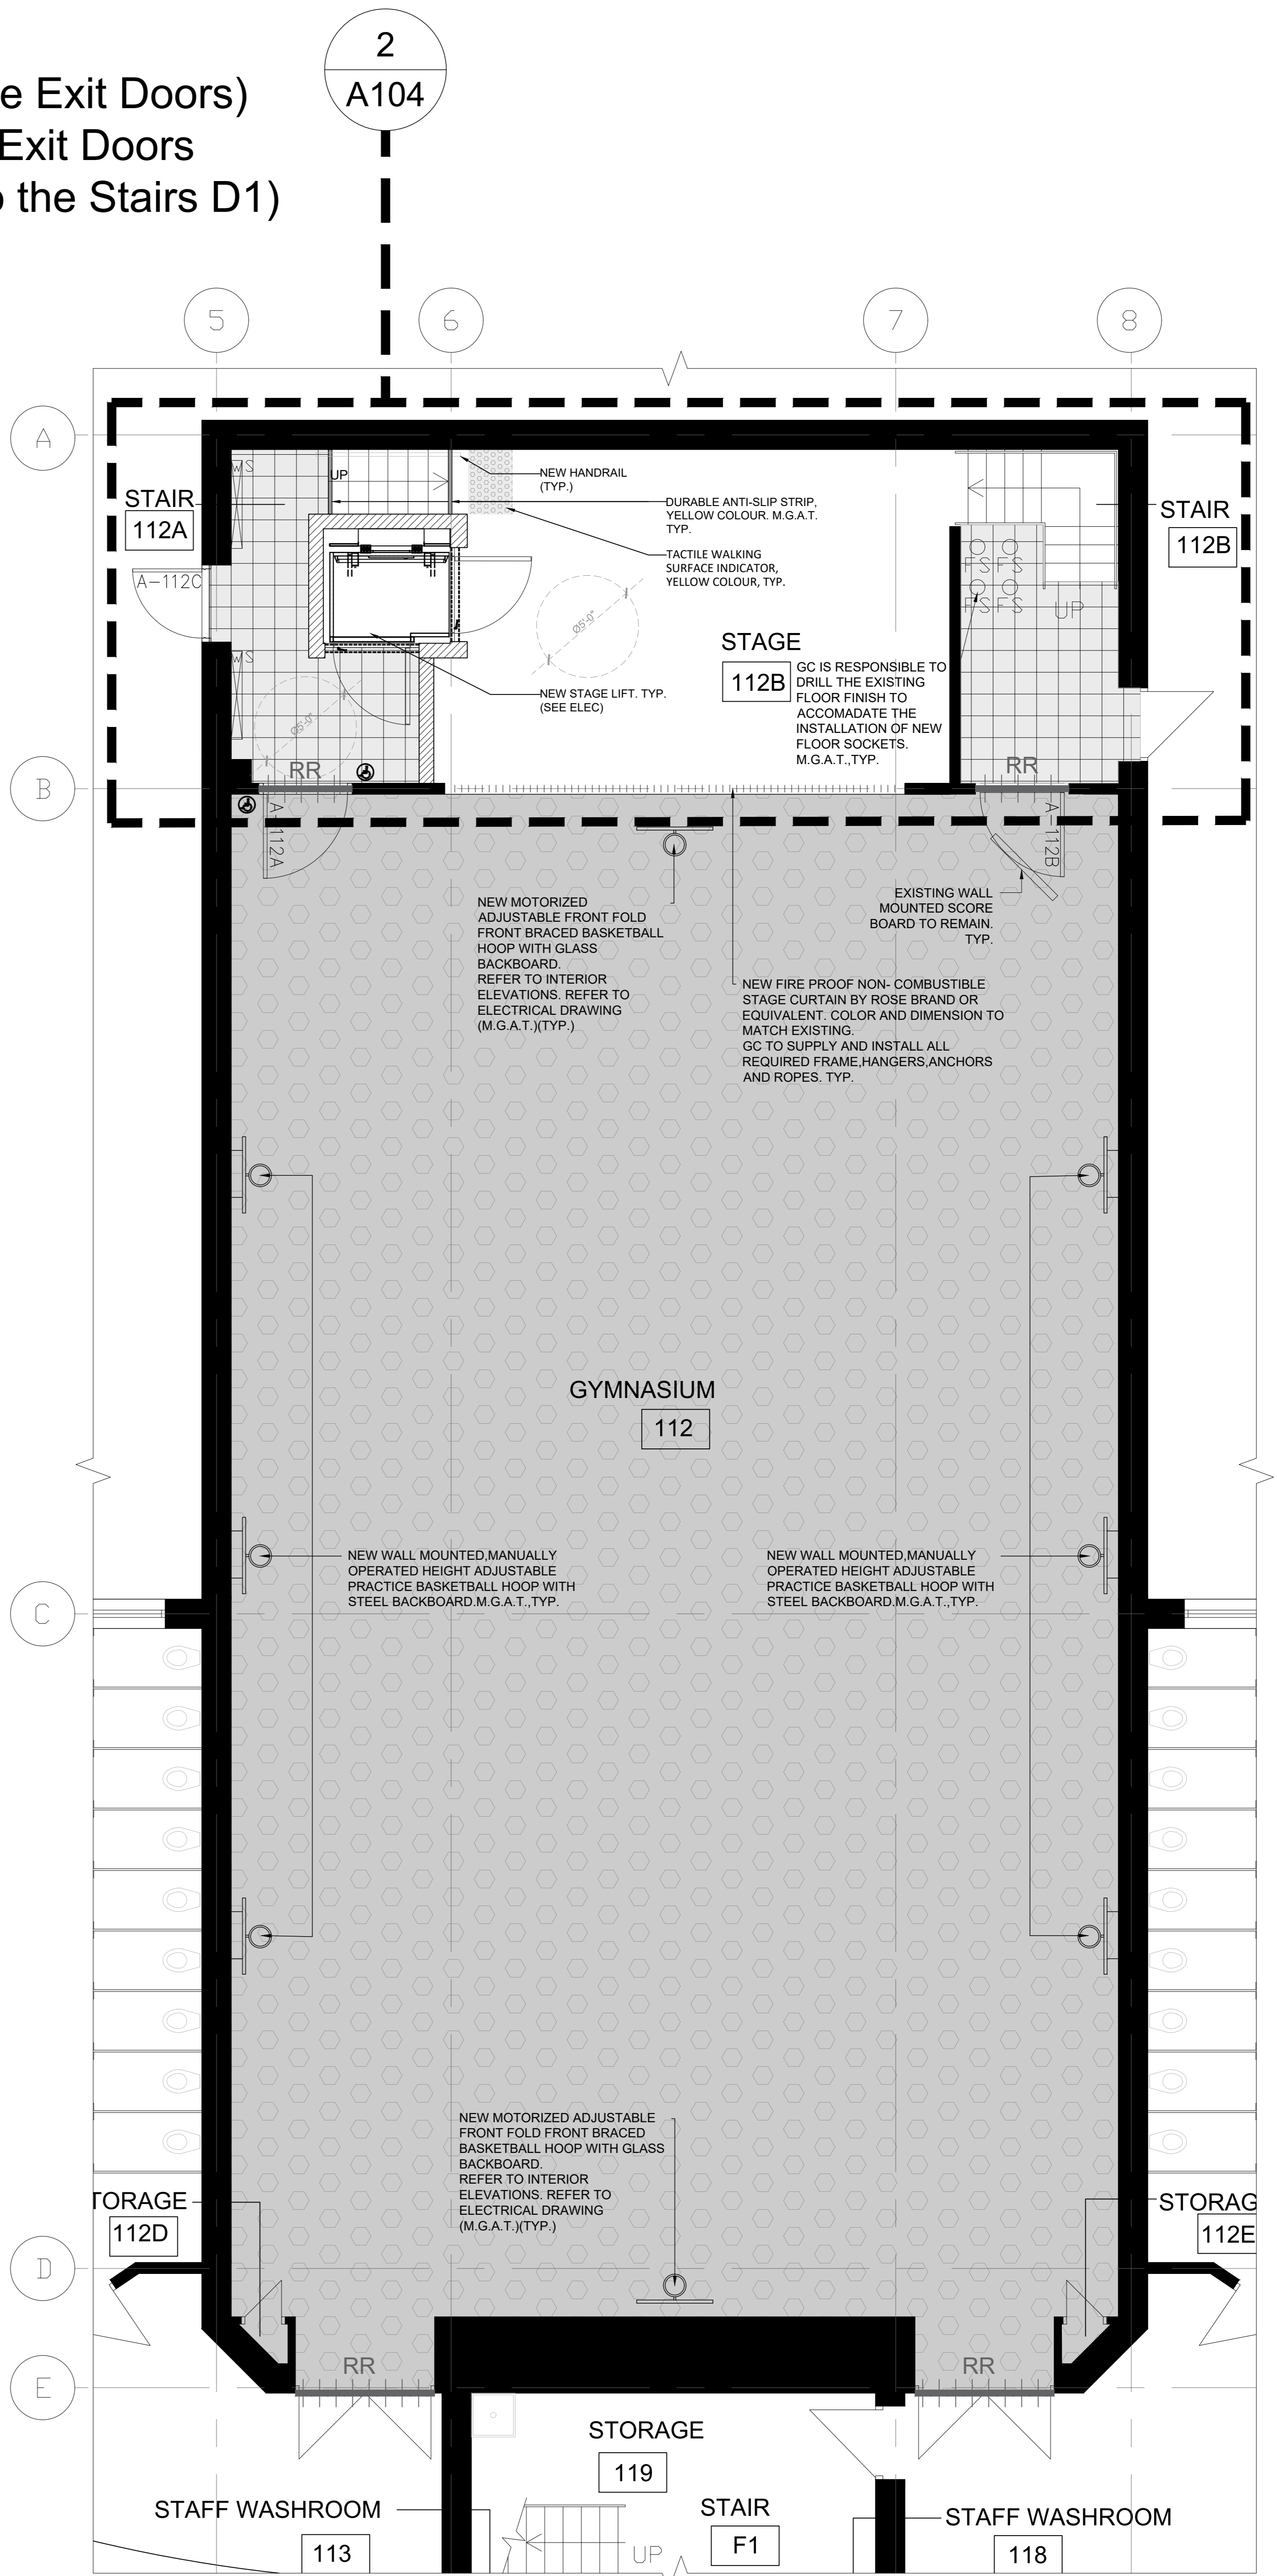 2
A104
e Exit Doors)
Exit Doors
o the Stairs D1)
5
6
7
8
A
WS
UP
NEW HANDRAIL
(TYP.)
STAIR
112A
DURABLE ANTI-SLIP STRIP,
YELLOW COLOUR. M.G.A.T.
TYP.
STAIR
112B
TACTILE WALKING
SURFACE INDICATOR,
YELLOW COLOUR, TYP.
FS FS
FS FS
UP
A-112C
Ø5'-0"
STAGE
112B
GC IS RESPONSIBLE TO
DRILL THE EXISTING
FLOOR FINISH TO
ACCOMADATE THE
INSTALLATION OF NEW
FLOOR SOCKETS.
M.G.A.T.,TYP.
WS
NEW STAGE LIFT. TYP.
(SEE ELEC)
Ø5'-0"
RR
RR
B
A-112A
A-112B
NEW MOTORIZED
ADJUSTABLE FRONT FOLD
FRONT BRACED BASKETBALL
HOOP WITH GLASS
BACKBOARD.
REFER TO INTERIOR
ELEVATIONS. REFER TO
ELECTRICAL DRAWING
(M.G.A.T.)(TYP.)
EXISTING WALL
MOUNTED SCORE
BOARD TO REMAIN.
TYP.
NEW FIRE PROOF NON- COMBUSTIBLE
STAGE CURTAIN BY ROSE BRAND OR
EQUIVALENT. COLOR AND DIMENSION TO
MATCH EXISTING.
GC TO SUPPLY AND INSTALL ALL
REQUIRED FRAME,HANGERS,ANCHORS
AND ROPES. TYP.
GYMNASIUM
112
NEW WALL MOUNTED,MANUALLY
OPERATED HEIGHT ADJUSTABLE
PRACTICE BASKETBALL HOOP WITH
STEEL BACKBOARD.M.G.A.T.,TYP.
NEW WALL MOUNTED,MANUALLY
OPERATED HEIGHT ADJUSTABLE
PRACTICE BASKETBALL HOOP WITH
STEEL BACKBOARD.M.G.A.T.,TYP.
C
NEW MOTORIZED ADJUSTABLE
FRONT FOLD FRONT BRACED
BASKETBALL HOOP WITH GLASS
BACKBOARD.
REFER TO INTERIOR
ELEVATIONS. REFER TO
ELECTRICAL DRAWING
(M.G.A.T.)(TYP.)
TORAGE
112D
STORAG
112E
D
RR
RR
E
STORAGE
119
STAFF WASHROOM
113
STAIR
F1
UP
STAFF WASHROOM
118